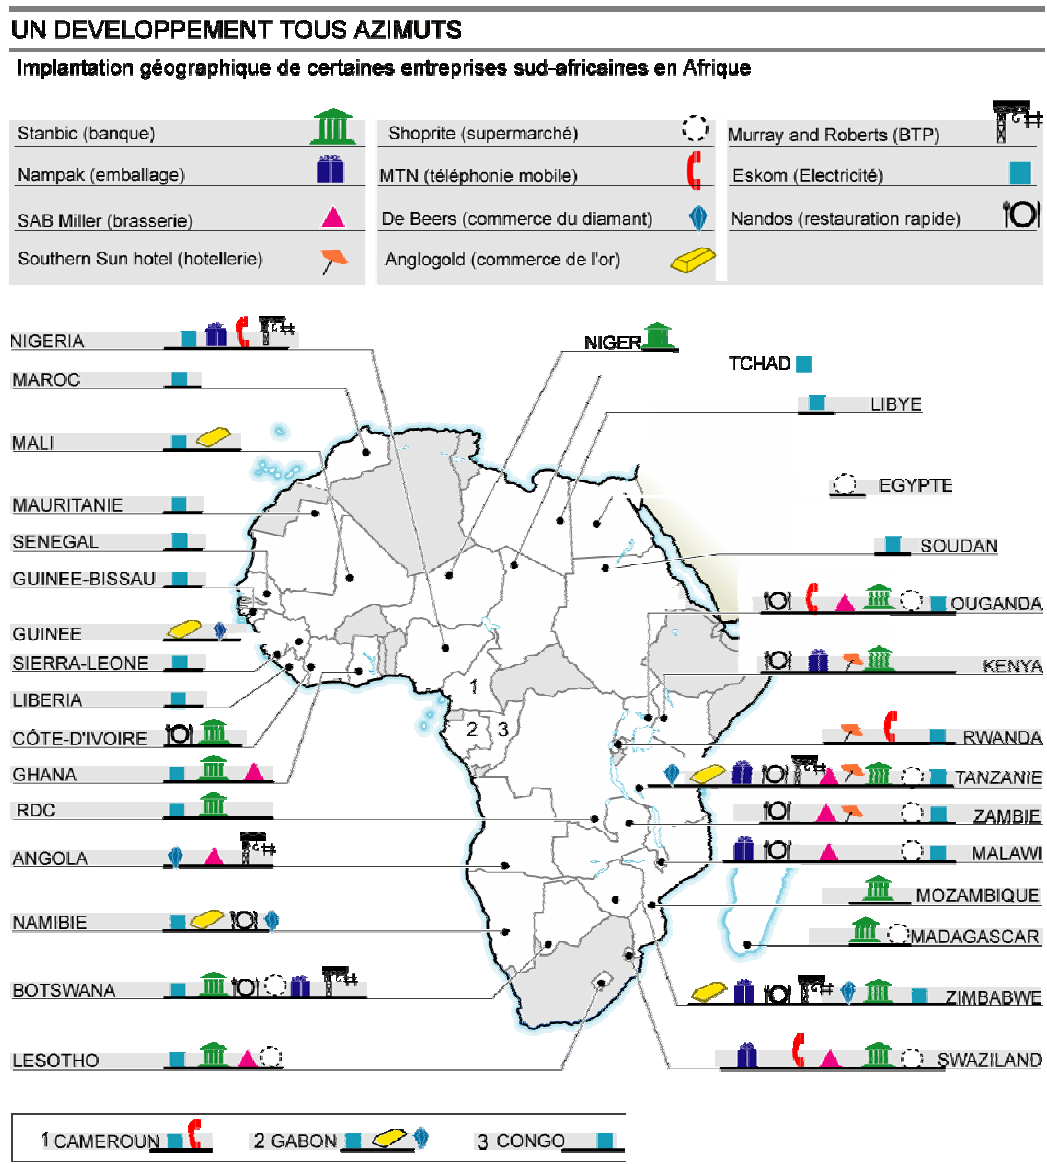 UN DEVELOPPEMENT TOUS AZIMUTS
Implantation géographique de certaines entreprises sud-africaines en Afrique
Stanbic (banque)
Nampak (emballage)
SAB Miller (brasserie)
Southern Sun hotel (hotellerie)
Shoprite (supermarché)
MTN (téléphonie mobile)
De Beers (commerce du diamant)
Anglogold (commerce de l'or)
Murray and Roberts (BTP)
Eskom (Electricité)
Nandos (restauration rapide)
NIGERIA
MAROC
MALI
MAURITANIE
SENEGAL
GUINEE-BISSAU
GUINEE
SIERRA-LEONE
LIBERIA
CÔTE-D'IVOIRE
GHANA
RDC
ANGOLA
NAMIBIE
BOTSWANA
LESOTHO
NIGER
TCHAD
LIBYE
EGYPTE
SOUDAN
OUGANDA
KENYA
RWANDA
TANZANIE
ZAMBIE
MALAWI
MOZAMBIQUE
MADAGASCAR
ZIMBABWE
SWAZILAND
1
2 3
1 CAMEROUN 2 GABON 3 CONGO